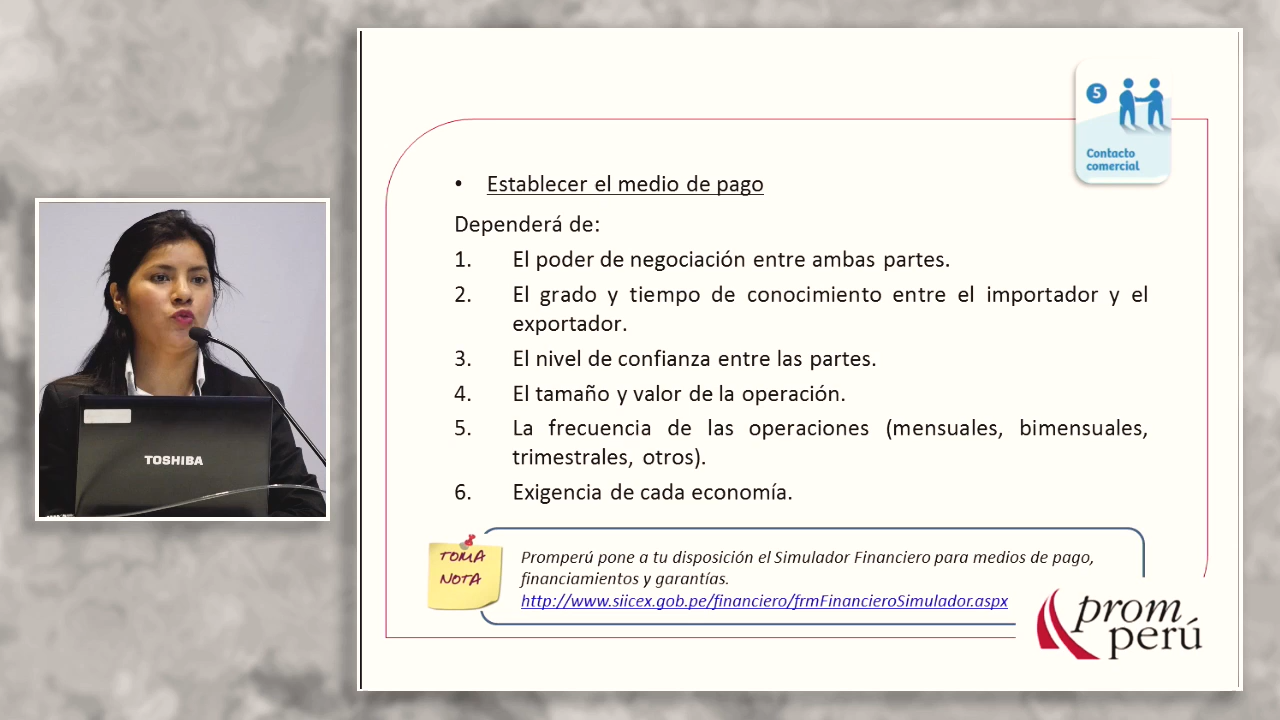 5
Contacto
comercial
• Establecer el medio de pago
Dependerá de:
1. El poder de negociación entre ambas partes.
2. El grado y tiempo de conocimiento entre el importador y el
exportador.
3. El nivel de confianza entre las partes.
4. El tamaño y valor de la operación.
5. La frecuencia de las operaciones (mensuales, bimensuales,
trimestrales, otros).
6. Exigencia de cada economía.
TOMA
NOTA
Promperú pone a tu disposición el Simulador Financiero para medios de pago,
financiamientos y garantías.
http://www.siicex.gob.pe/financiero/frmFinancieroSimulador.aspx
prom
perú
TOSHIBA